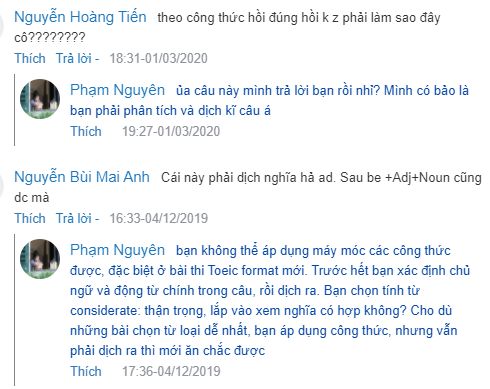 Nguyễn Hoàng Tiến theo công thức hồi đúng hồi k z phải làm sao đây
cô????????
Thích Trả lời - 18:31-01/03/2020
Phạm Nguyên ủa câu này mình trả lời bạn rồi nhỉ? Mình có bảo là
bạn phải phân tích và dịch kĩ câu á
Thích 19:27-01/03/2020
Nguyễn Bùi Mai Anh Cái này phải dịch nghĩa hả ad. Sau be +Adj+Noun cũng
dc mà
Thích Trả lời - 16:33-04/12/2019
Phạm Nguyên bạn không thể áp dụng máy móc các công thức
được, đặc biệt ở bài thi Toeic format mới. Trước hết bạn xác định chủ
ngữ và động từ chính trong câu, rồi dịch ra. Bạn chọn tính từ
considerate: thận trọng, lắp vào xem nghĩa có hợp không? Cho dù
những bài chọn từ loại dễ nhất, bạn áp dụng công thức, nhưng vẫn
phải dịch ra thì mới ăn chắc được
Thích 17:36-04/12/2019